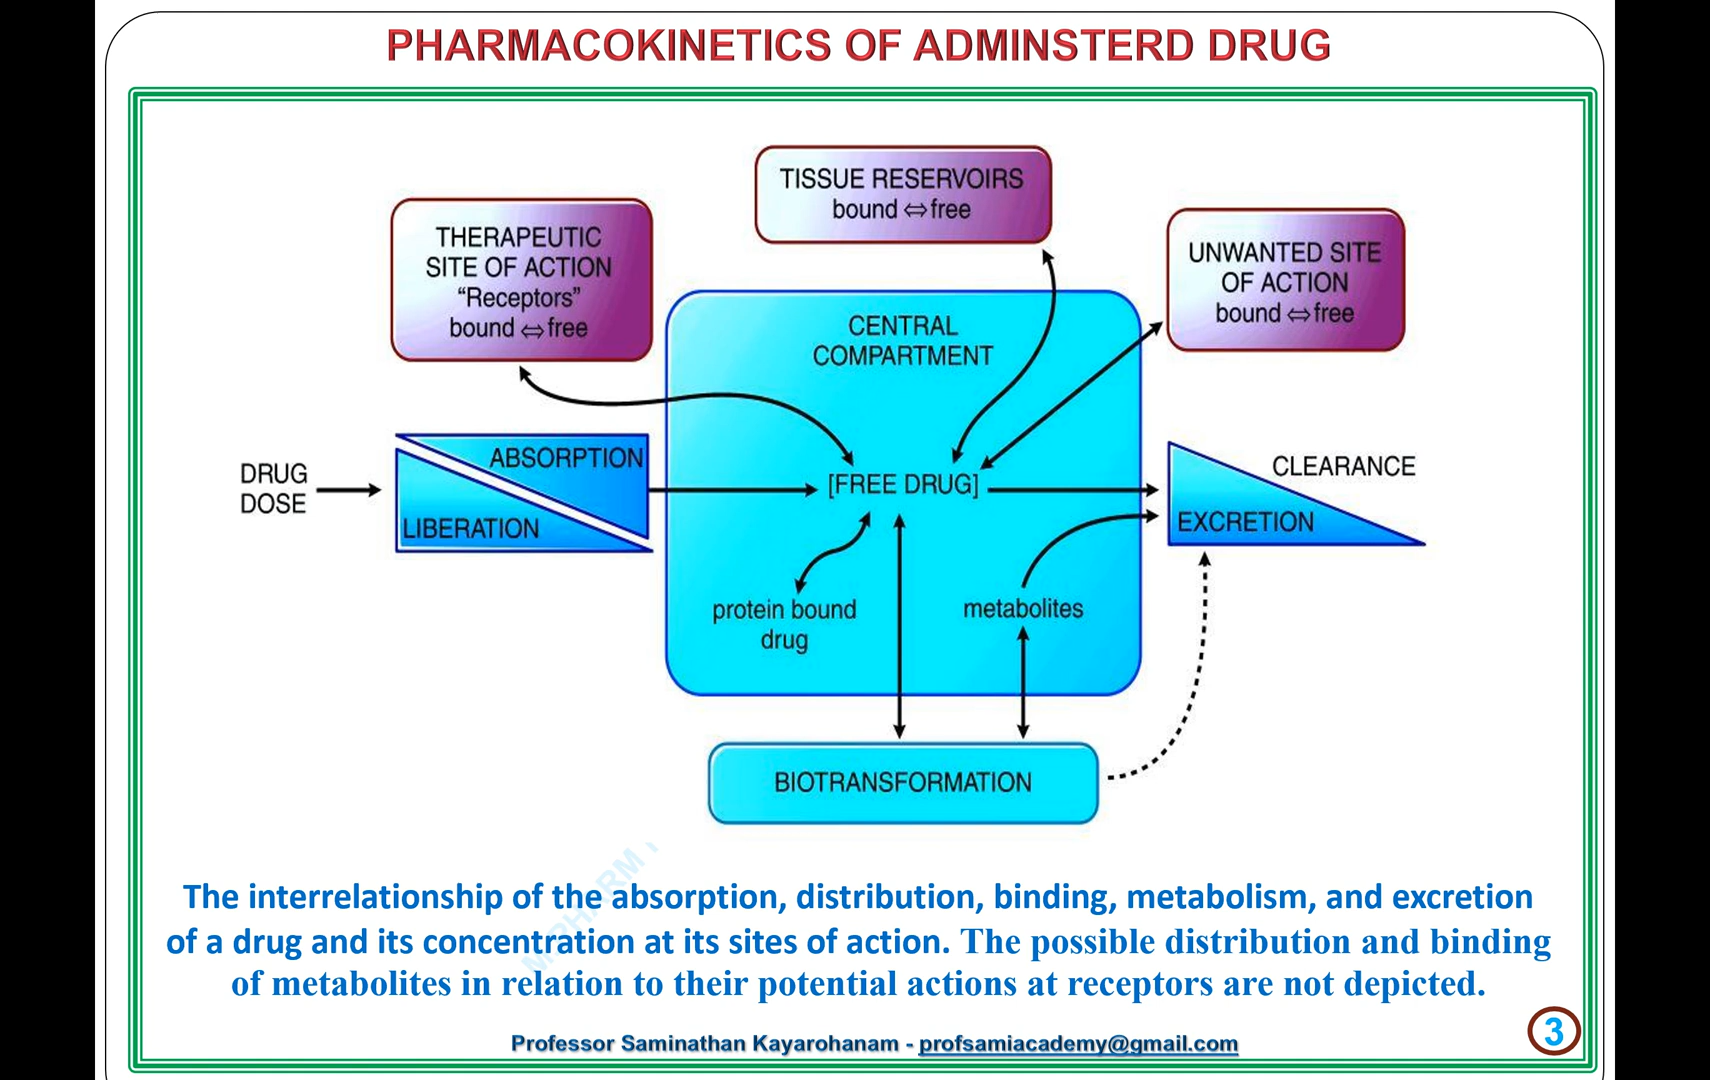 PHARMACOKINETICS OF ADMINSTERD DRUG
TISSUE RESERVOIRS
bound ⇔ free
THERAPEUTIC
SITE OF ACTION
“Receptors”
bound ⇔ free
UNWANTED SITE
OF ACTION
bound ⇔ free
CENTRAL
COMPARTMENT
DRUG
DOSE
ABSORPTION
LIBERATION
[FREE DRUG]
CLEARANCE
EXCRETION
protein bound
drug
metabolites
BIOTRANSFORMATION
The interrelationship of the absorption, distribution, binding, metabolism, and excretion
of a drug and its concentration at its sites of action. The possible distribution and binding
of metabolites in relation to their potential actions at receptors are not depicted.
Professor Saminathan Kayarohanam - profsamiacademy@gmail.com
3